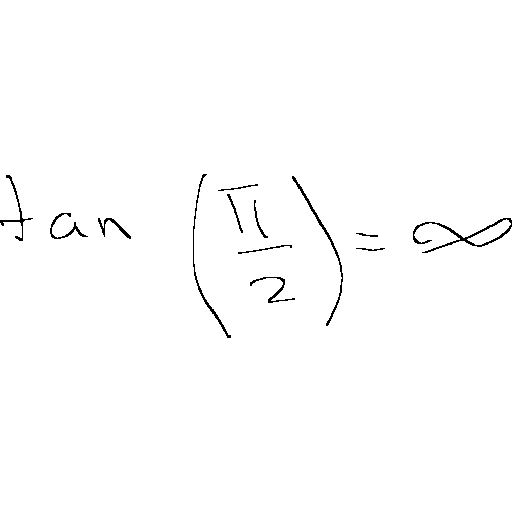 tan (π/2) = ∞